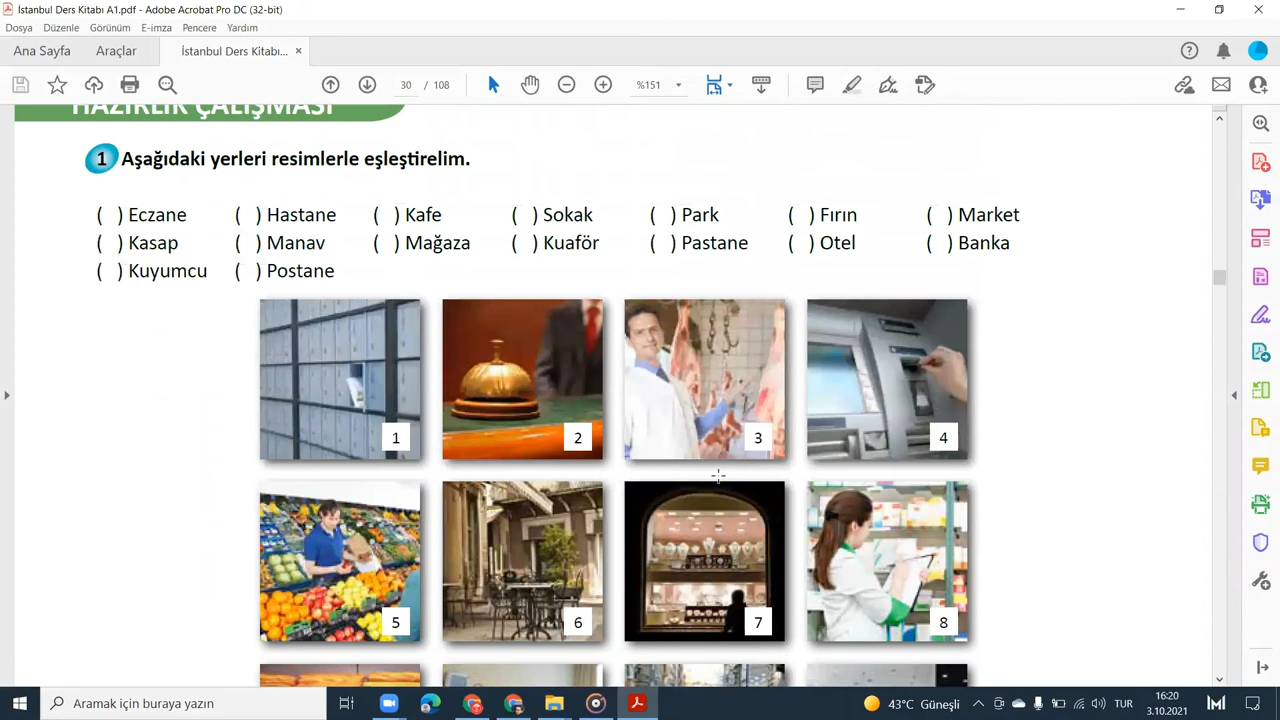 İstanbul Ders Kitabı A1.pdf - Adobe Acrobat Pro DC (32-bit)
Dosya Düzenle Görünüm E-imza Pencere Yardım
Ana Sayfa Araçlar İstanbul Ders Kitabı... ×
30 / 108 %151
HAZIRLIK ÇALIŞMASI
1 Aşağıdaki yerleri resimlerle eşleştirelim.
( ) Eczane ( ) Hastane ( ) Kafe ( ) Sokak ( ) Park ( ) Fırın ( ) Market
( ) Kasap ( ) Manav ( ) Mağaza ( ) Kuaför ( ) Pastane ( ) Otel ( ) Banka
( ) Kuyumcu ( ) Postane
1 2 3 4
5 6 7 8
Aramak için buraya yazın
43°C Güneşli
TUR
16:20
3.10.2021